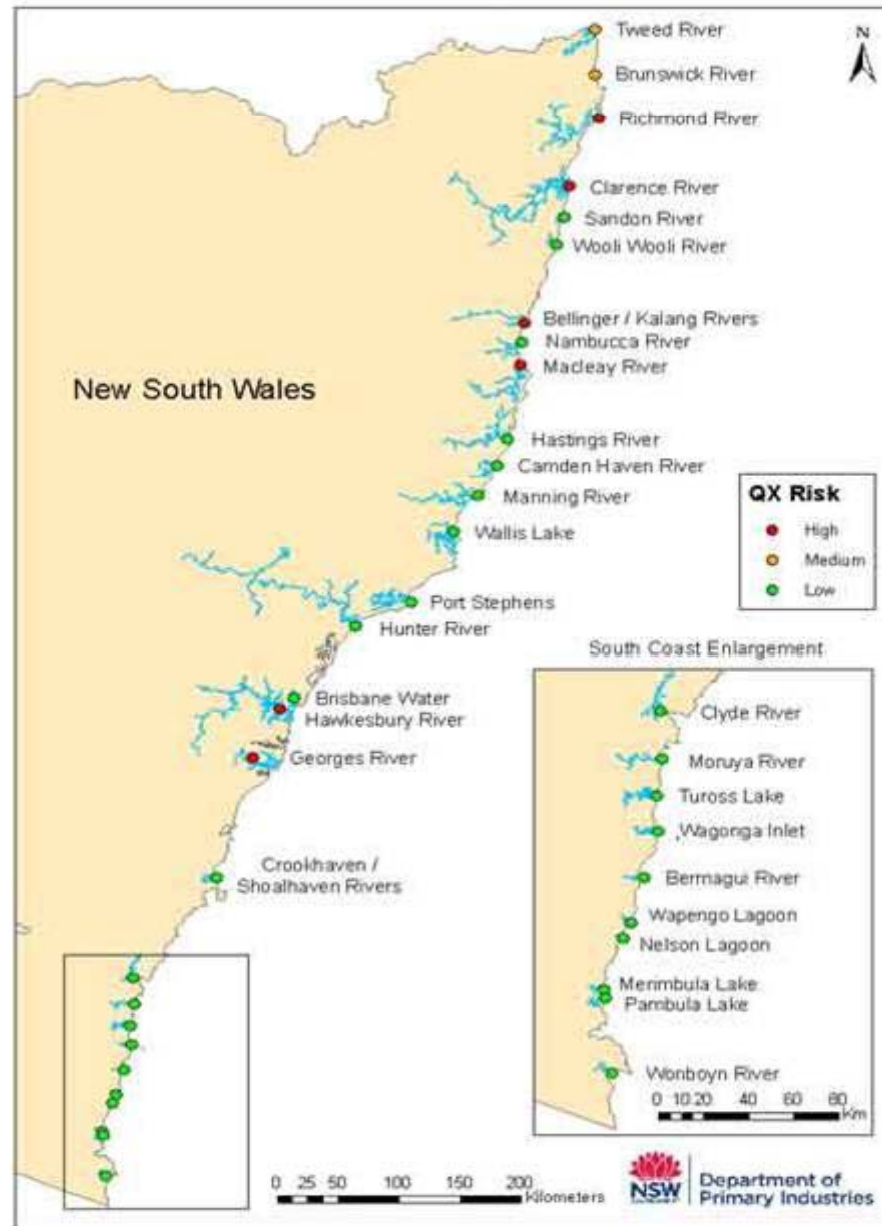 Tweed River
N
Brunswick River
Richmond River
Clarence River
Sandon River
Wooli Wooli River
Bellinger / Kalang Rivers
Nambucca River
Macleay River
New South Wales
Hastings River
Camden Haven River
Manning River
Wallis Lake
Port Stephens
Hunter River
Brisbane Water
Hawkesbury River
Georges River
Crookhaven /
Shoalhaven Rivers
QX Risk
High
Medium
Low
South Coast Enlargement
Clyde River
Moruya River
Tuross Lake
Wagonga Inlet
Bermagui River
Wapengo Lagoon
Nelson Lagoon
Merimbula Lake
Pambula Lake
Wonboyn River
0 10 20 40 60 80
Km
0 25 50 100 150 200
Kilometers
NSW
Department of
Primary Industries